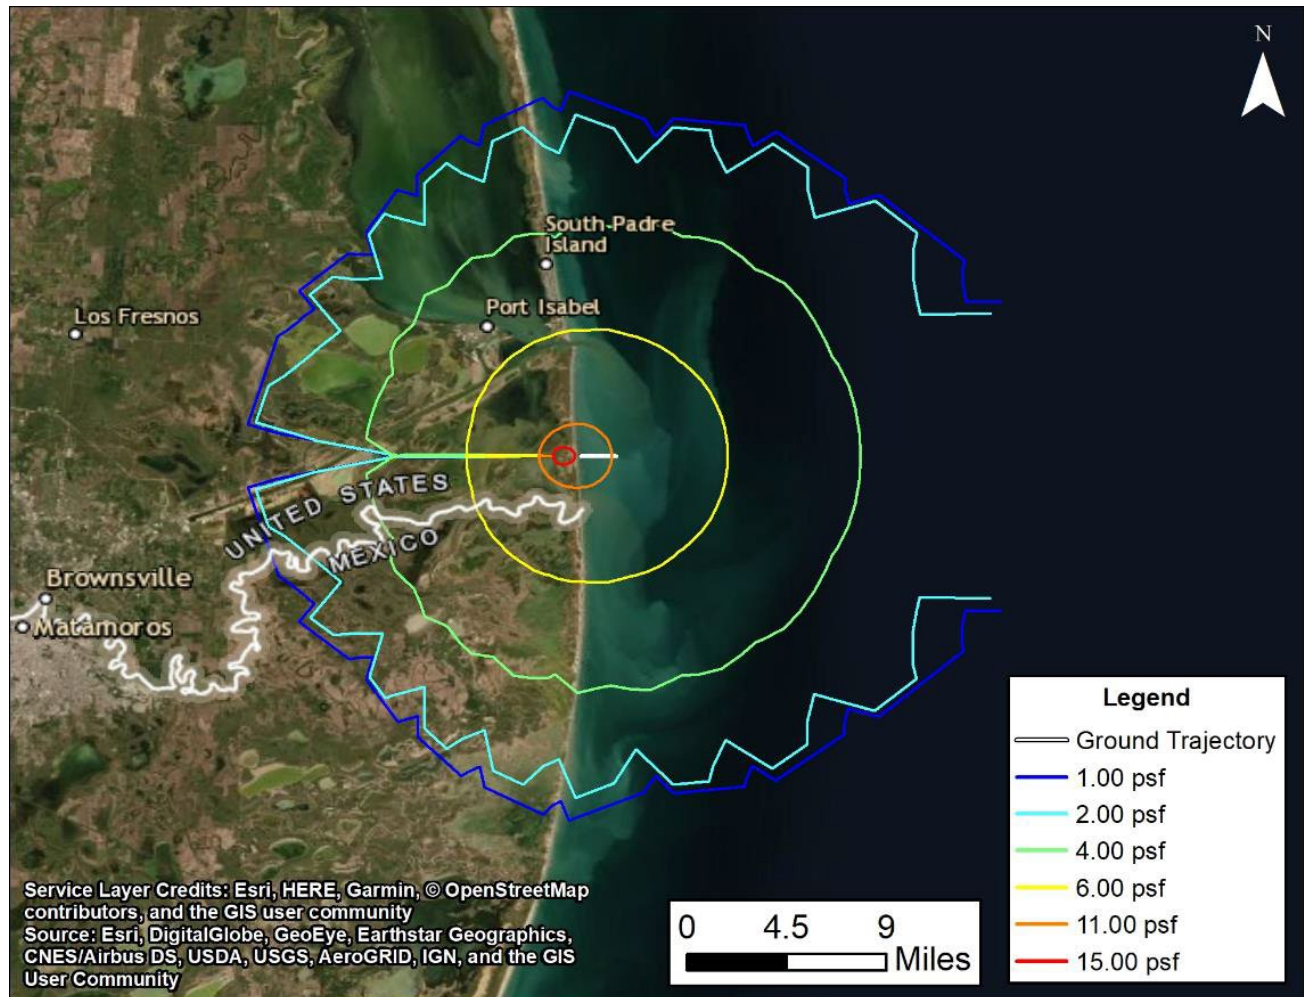 N
South Padre
Island
Port Isabel
Los Fresnos
UNITED STATES
MEXICO
Brownsville
Matamoros
Legend
Ground Trajectory
1.00 psf
2.00 psf
4.00 psf
6.00 psf
11.00 psf
15.00 psf
Service Layer Credits: Esri, HERE, Garmin, © OpenStreetMap
contributors, and the GIS user community
Source: Esri, DigitalGlobe, GeoEye, Earthstar Geographics,
CNES/Airbus DS, USDA, USGS, AeroGRID, IGN, and the GIS
User Community
0 4.5 9
Miles